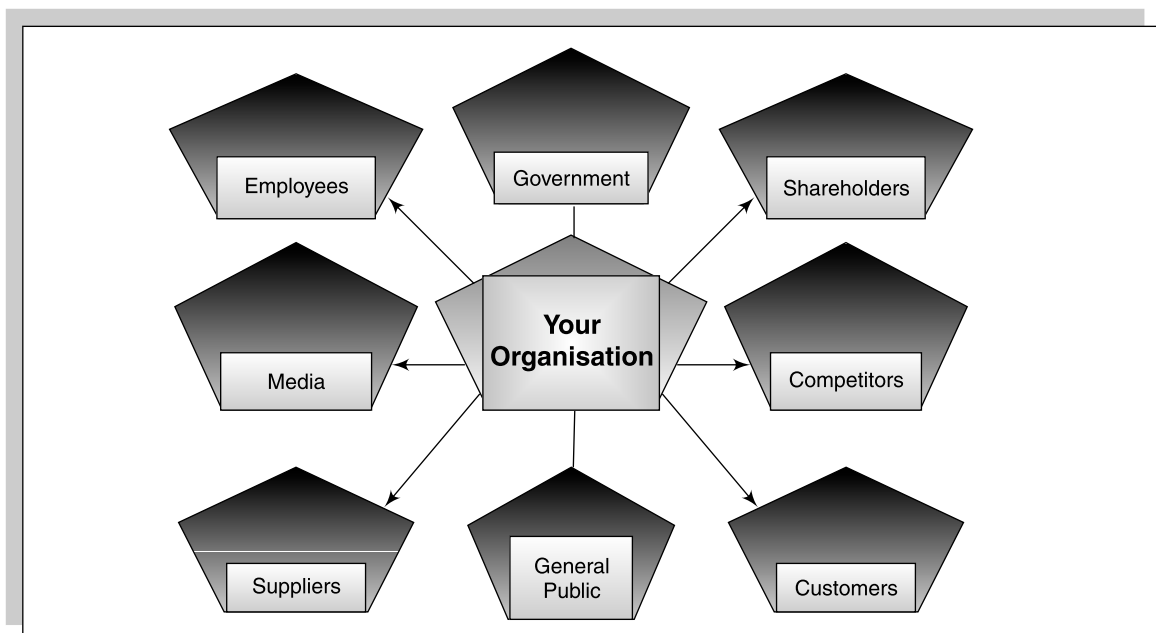 Employees
Government
Shareholders
Your
Organisation
Media
Competitors
Suppliers
General
Public
Customers